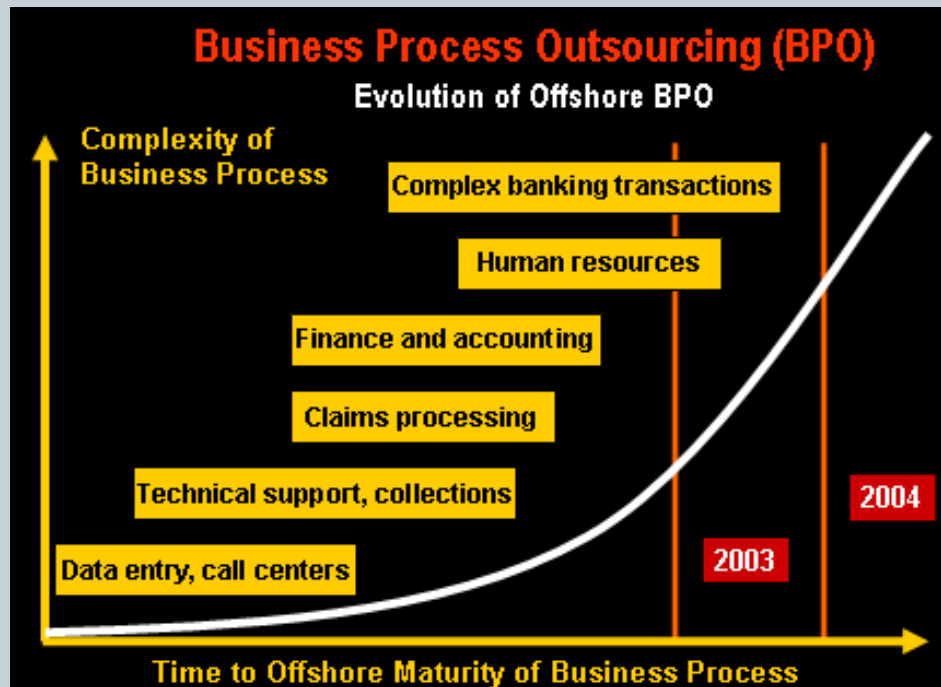 Business Process Outsourcing (BPO)
Evolution of Offshore BPO
Complexity of
Business Process
Complex banking transactions
Human resources
Finance and accounting
Claims processing
Technical support, collections
2004
Data entry, call centers
2003
Time to Offshore Maturity of Business Process